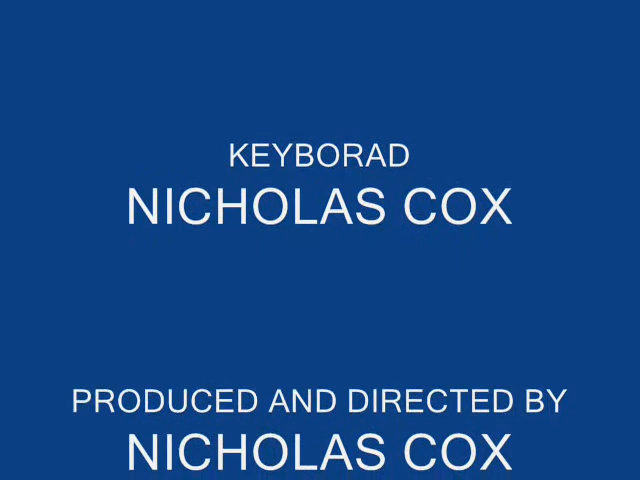 KEYBORAD
NICHOLAS COX
PRODUCED AND DIRECTED BY
NICHOLAS COX